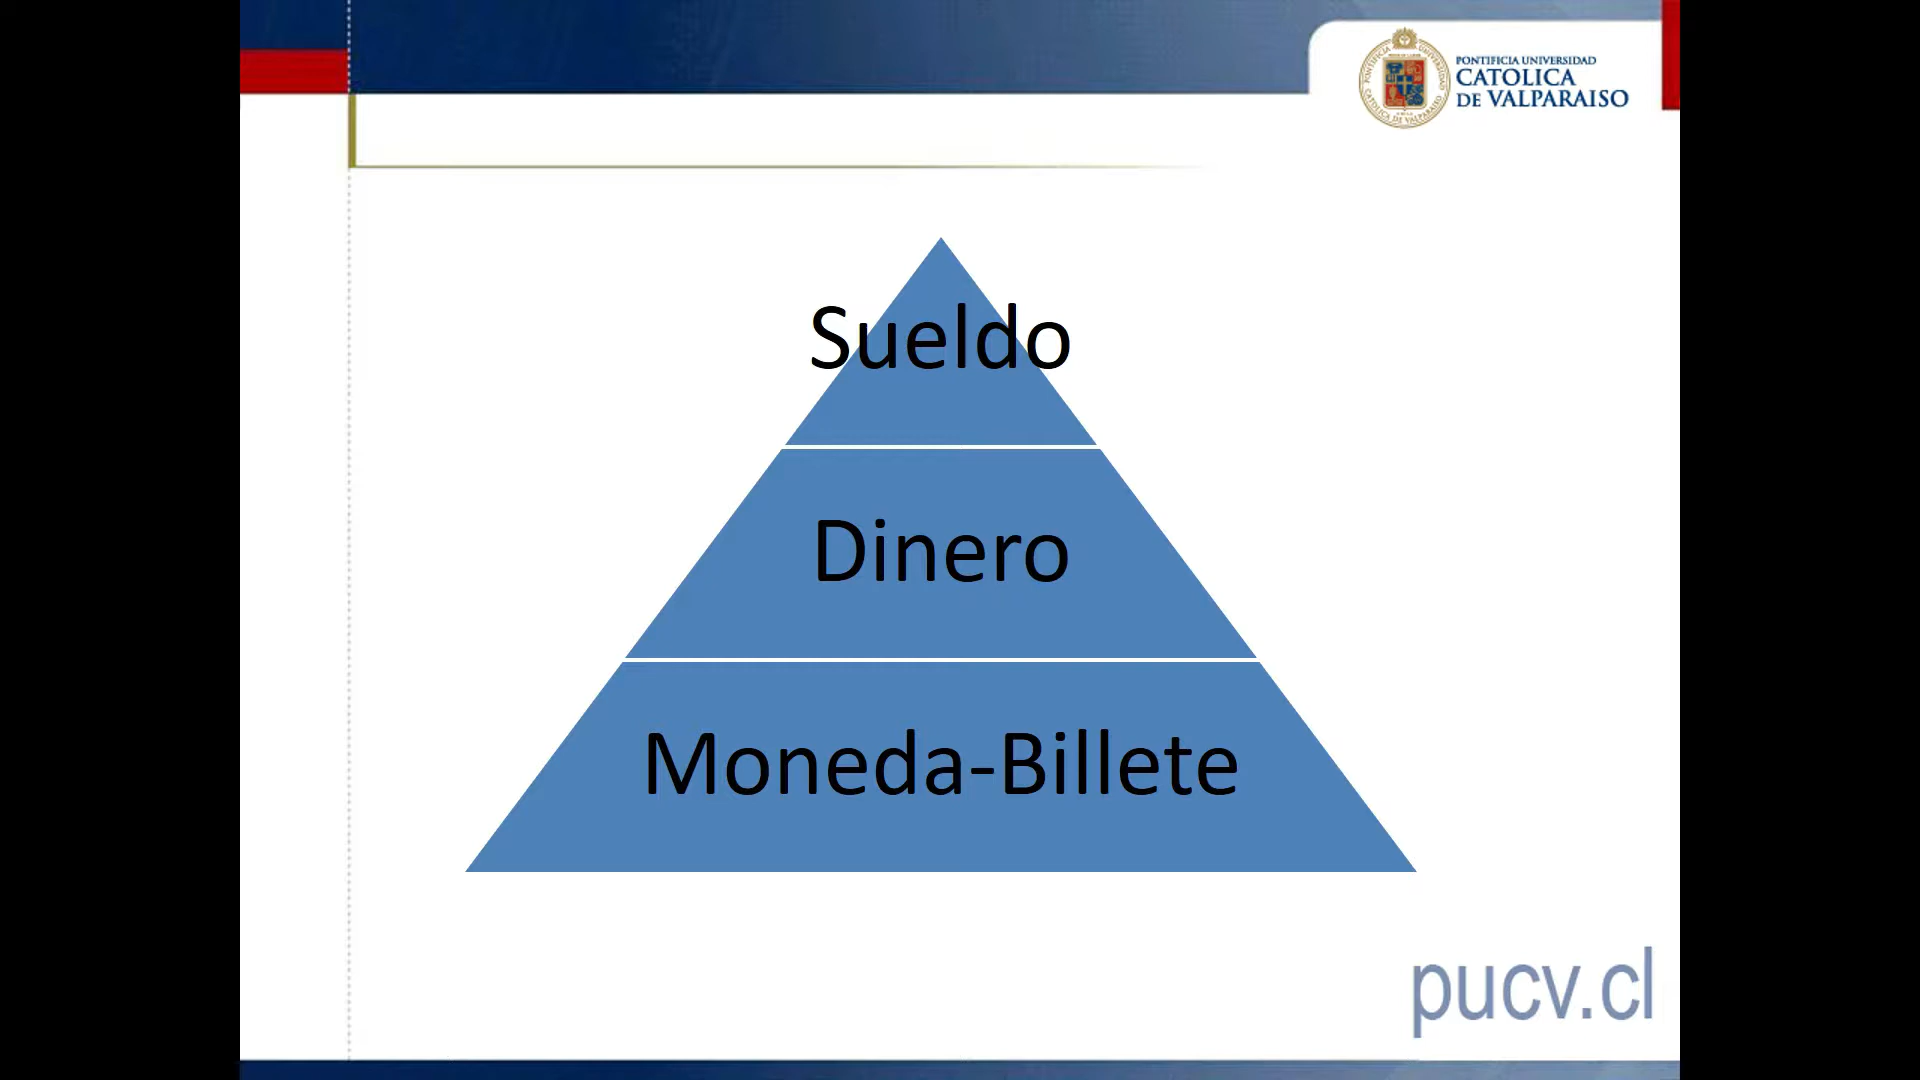 PONTIFICIA UNIVERSIDAD
CATOLICA
DE VALPARAISO
Sueldo
Dinero
Moneda-Billete
pucv.cl